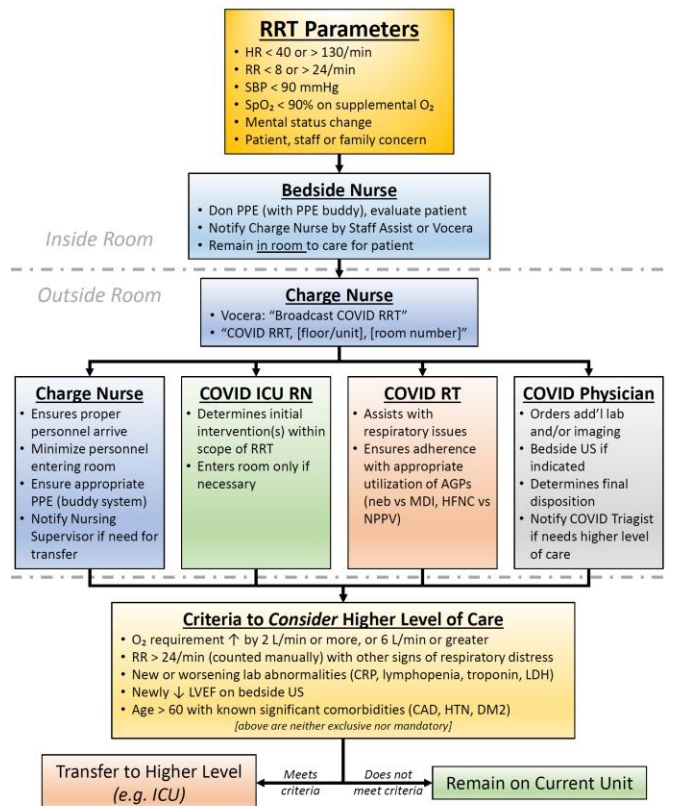 RRT Parameters
• HR < 40 or > 130/min
• RR < 8 or > 24/min
• SBP < 90 mmHg
• SpO₂ < 90% on supplemental O₂
• Mental status change
• Patient, staff or family concern
Bedside Nurse
• Don PPE (with PPE buddy), evaluate patient
• Notify Charge Nurse by Staff Assist or Vocera
• Remain in room to care for patient
Inside Room
Outside Room
Charge Nurse
• Vocera: “Broadcast COVID RRT”
• “COVID RRT, [floor/unit], [room number]”
Charge Nurse
• Ensures proper
personnel arrive
• Minimize personnel
entering room
• Ensure appropriate
PPE (buddy system)
• Notify Nursing
Supervisor if need for
transfer
COVID ICU RN
• Determines initial
intervention(s) within
scope of RRT
• Enters room only if
necessary
COVID RT
• Assists with
respiratory issues
• Ensures adherence
with appropriate
utilization of AGPs
(neb vs MDI, HFNC vs
NPPV)
COVID Physician
• Orders add’l lab
and/or imaging
• Bedside US if
indicated
• Determines final
disposition
• Notify COVID Triagist
if needs higher level
of care
Criteria to Consider Higher Level of Care
• O₂ requirement ↑ by 2 L/min or more, or 6 L/min or greater
• RR > 24/min (counted manually) with other signs of respiratory distress
• New or worsening lab abnormalities (CRP, lymphopenia, troponin, LDH)
• Newly ↓ LVEF on bedside US
• Age > 60 with known significant comorbidities (CAD, HTN, DM2)
[above are neither exclusive nor mandatory]
Transfer to Higher Level
(e.g. ICU)
Meets
criteria
Does not
meet criteria
Remain on Current Unit